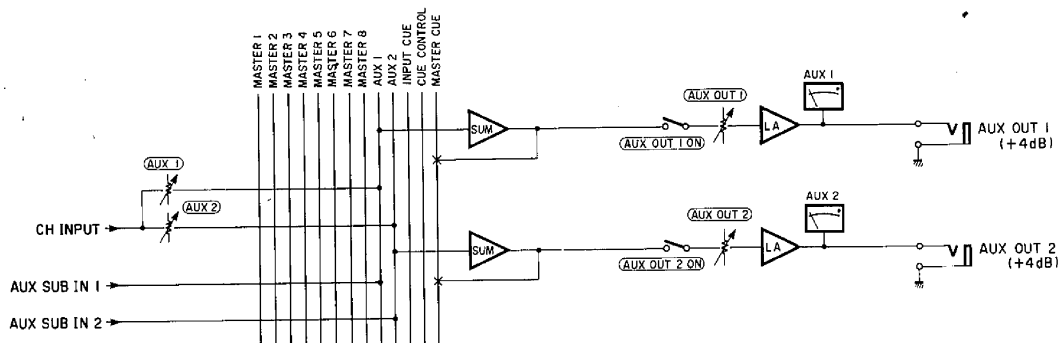 MASTER 1
MASTER 2
MASTER 3
MASTER 4
MASTER 5
MASTER 6
MASTER 7
MASTER 8
AUX 1
AUX 2
INPUT CUE
CUE CONTROL
MASTER CUE
AUX 1
AUX OUT 1
SUM
LA
AUX OUT 1 ON
AUX OUT 1
(+4dB)
AUX 1
AUX 2
CH INPUT
AUX 2
AUX OUT 2
SUM
LA
AUX OUT 2 ON
AUX OUT 2
(+4dB)
AUX SUB IN 1
AUX SUB IN 2